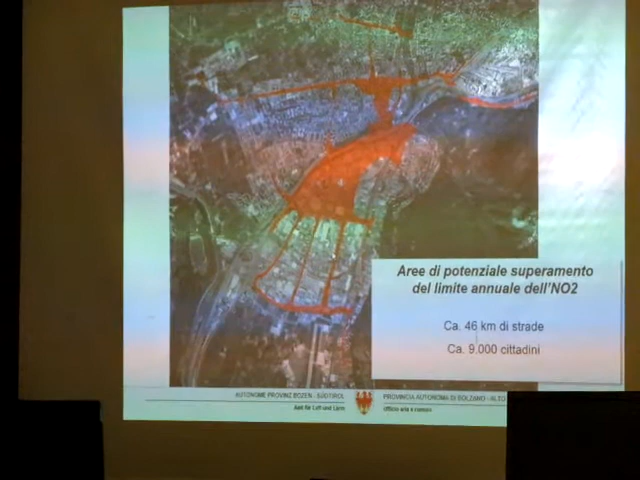 Aree di potenziale superamento
del limite annuale dell'NO2
Ca. 46 km di strade
Ca. 9.000 cittadini
AUTONOME PROVINZ BOZEN - SÜDTIROL
Amt für Luft und Lärm
PROVINCIA AUTONOMA DI BOLZANO - ALTO
Ufficio aria e rumore